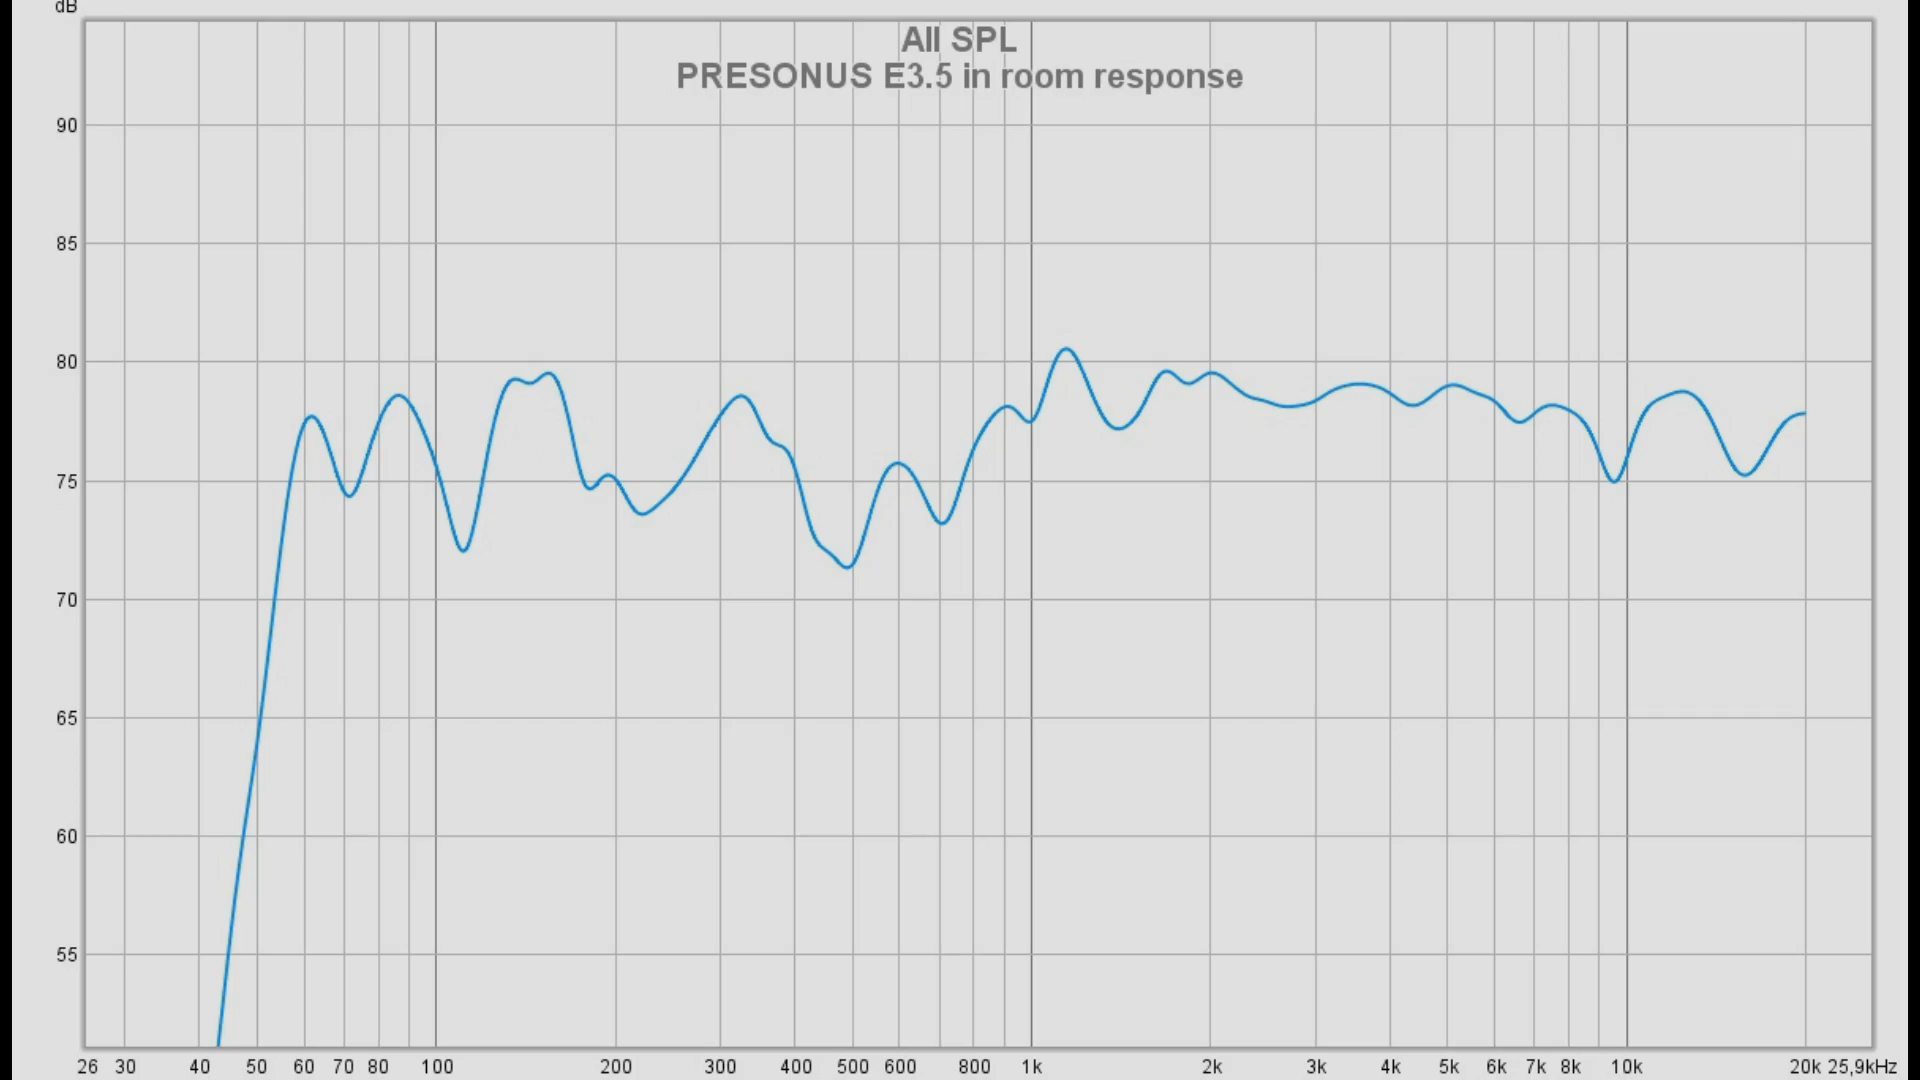 dB
All SPL
PRESONUS E3.5 in room response
90
85
80
75
70
65
60
55
26 30 40 50 60 70 80 100 200 300 400 500 600 800 1k 2k 3k 4k 5k 6k 7k 8k 10k 20k 25,9kHz